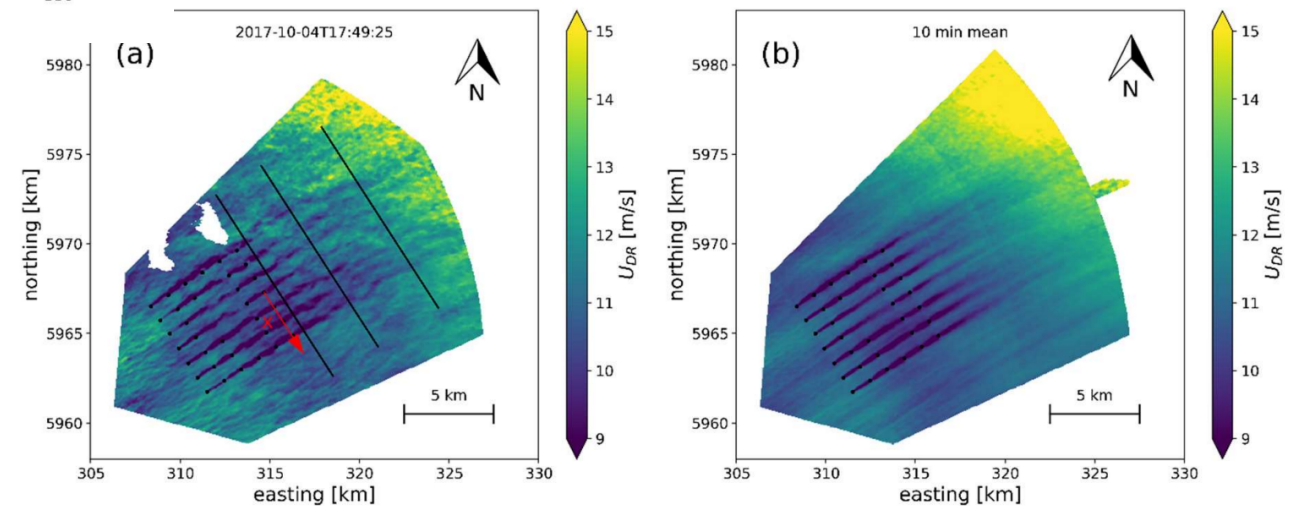 (a)
2017-10-04T17:49:25
N
5980
5975
5970
5965
5960
northing [km]
305
310
315
320
325
330
easting [km]
5 km
x
15
14
13
12
11
10
9
U_DR [m/s]
(b)
10 min mean
N
5980
5975
5970
5965
5960
northing [km]
305
310
315
320
325
330
easting [km]
5 km
15
14
13
12
11
10
9
U_DR [m/s]